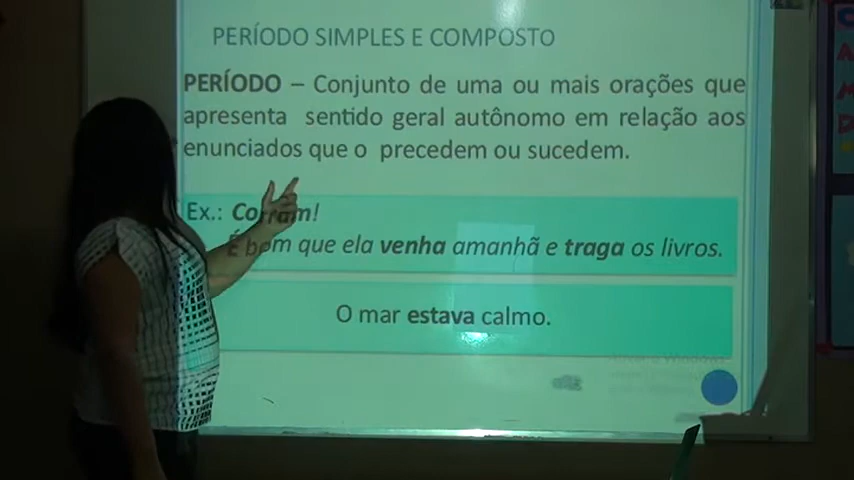 PERÍODO SIMPLES E COMPOSTO
PERÍODO – Conjunto de uma ou mais orações que
apresenta sentido geral autônomo em relação aos
enunciados que o precedem ou sucedem.
Ex.: Corram!
É bom que ela venha amanhã e traga os livros.
O mar estava calmo.